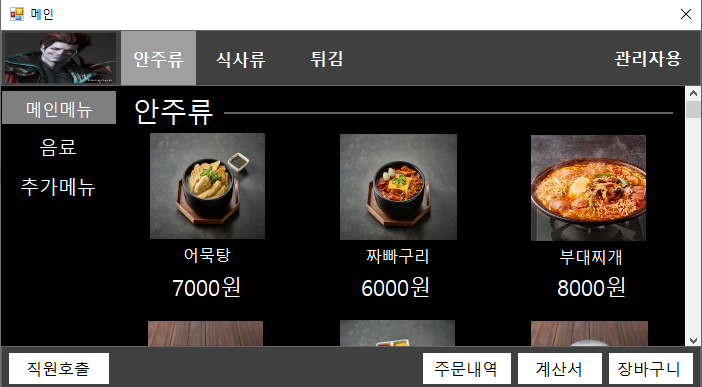 메인
안주류 식사류 튀김 관리자용
메인메뉴
음료
추가메뉴
안주류
어묵탕 짜빠구리 부대찌개
7000원 6000원 8000원
직원호출 주문내역 계산서 장바구니